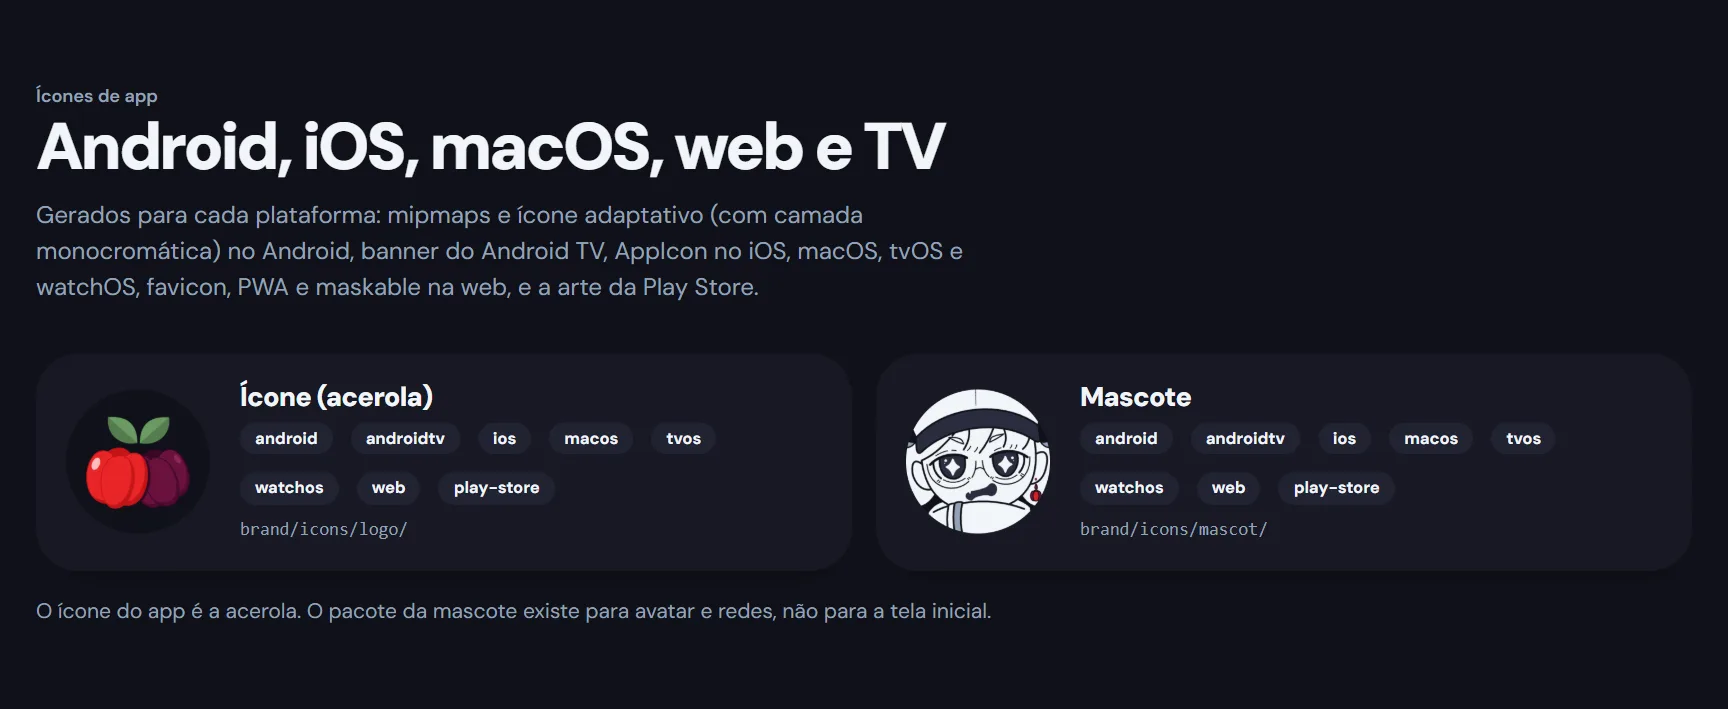 Ícones de app
Android, iOS, macOS, web e TV
Gerados para cada plataforma: mipmaps e ícone adaptativo (com camada
monocromática) no Android, banner do Android TV, AppIcon no iOS, macOS, tvOS e
watchOS, favicon, PWA e maskable na web, e a arte da Play Store.
Ícone (acerola)
android androidtv ios macos tvos
watchos web play-store
brand/icons/logo/
Mascote
android androidtv ios macos tvos
watchos web play-store
brand/icons/mascot/
O ícone do app é a acerola. O pacote da mascote existe para avatar e redes, não para a tela inicial.